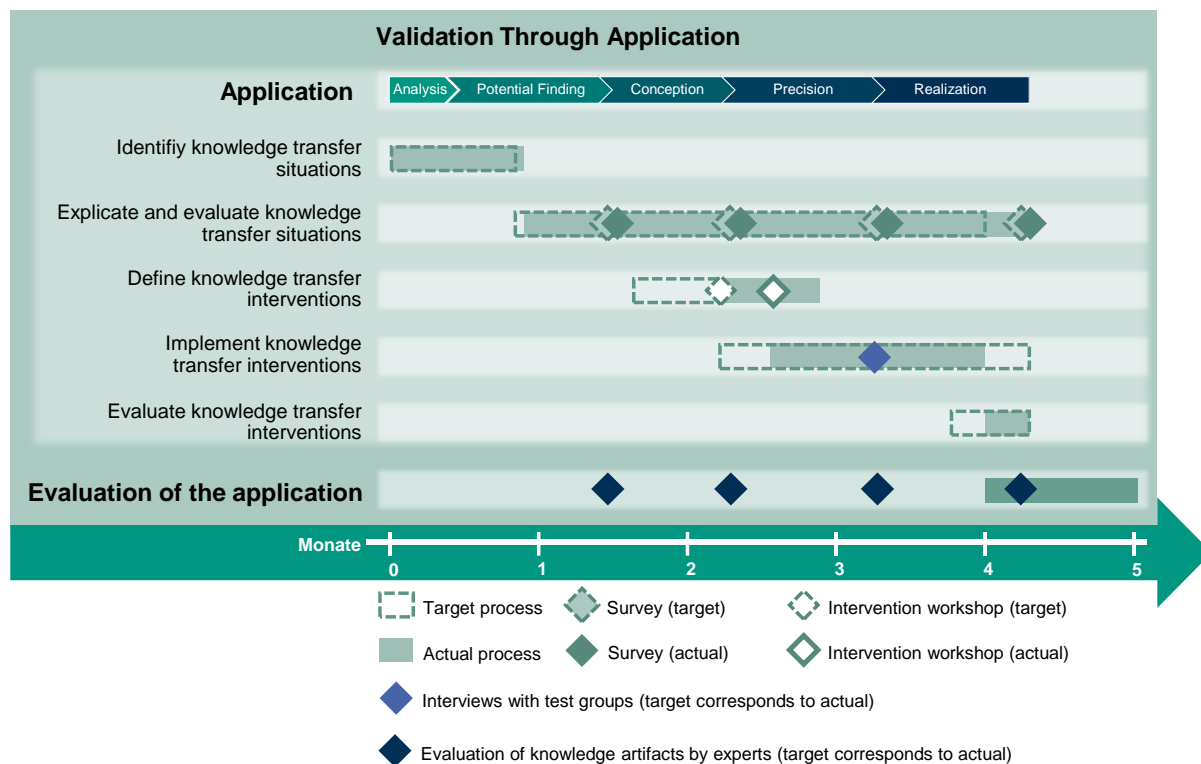 Validation Through Application
Application
Analysis
Potential Finding
Conception
Precision
Realization
Identifiy knowledge transfer
situations
Explicate and evaluate knowledge
transfer situations
Define knowledge transfer
interventions
Implement knowledge
transfer interventions
Evaluate knowledge transfer
interventions
Evaluation of the application
Monate
0
1
2
3
4
5
Target process
Survey (target)
Intervention workshop (target)
Actual process
Survey (actual)
Intervention workshop (actual)
Interviews with test groups (target corresponds to actual)
Evaluation of knowledge artifacts by experts (target corresponds to actual)